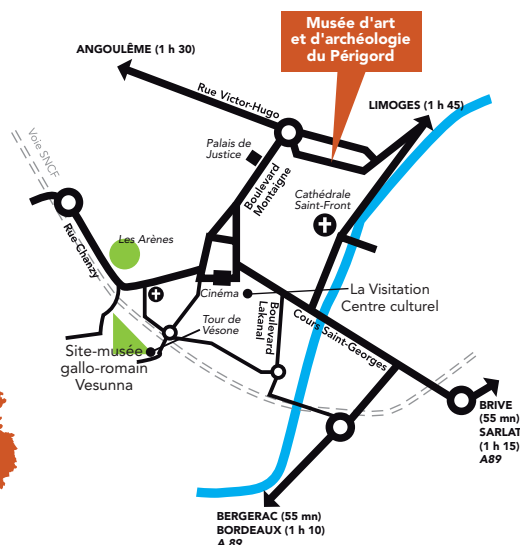 Musée d'art
et d'archéologie
du Périgord
ANGOULÊME (1 h 30)
Rue Victor-Hugo
LIMOGES (1 h 45)
Voie SNCF
Palais de
Justice
Boulevard
Montaigne
Cathédrale
Saint-Front
Rue Chanzy
Les Arènes
Cinéma
La Visitation
Centre culturel
Tour de
Vésone
Boulevard
Lakanal
Cours Saint-Georges
Site-musée
gallo-romain
Vesunna
BRIVE
(55 mn)
SARLAT
(1 h 15)
A89
BERGERAC (55 mn)
BORDEAUX (1 h 10)
A 89